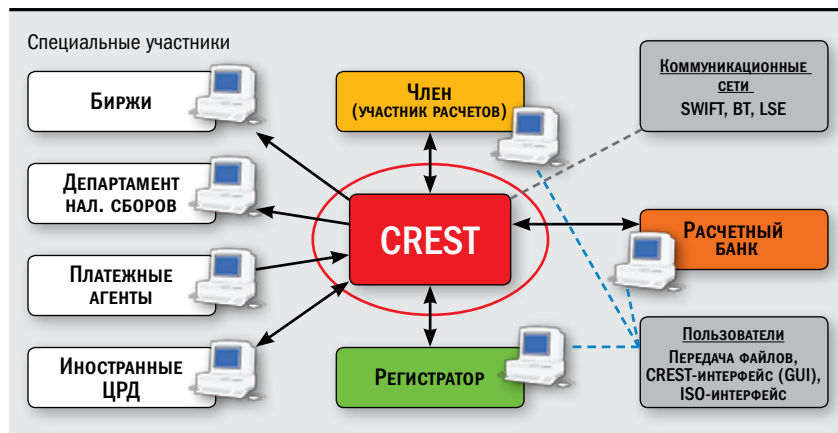 Специальные участники
Биржи
Департамент
нал. сборов
Платежные
агенты
Иностранные
ЦРД
Член
(участник расчетов)
CREST
Регистратор
Коммуникационные
сети
SWIFT, BT, LSE
Расчетный
банк
Пользователи
Передача файлов,
CREST-интерфейс (GUI),
ISO-интерфейс